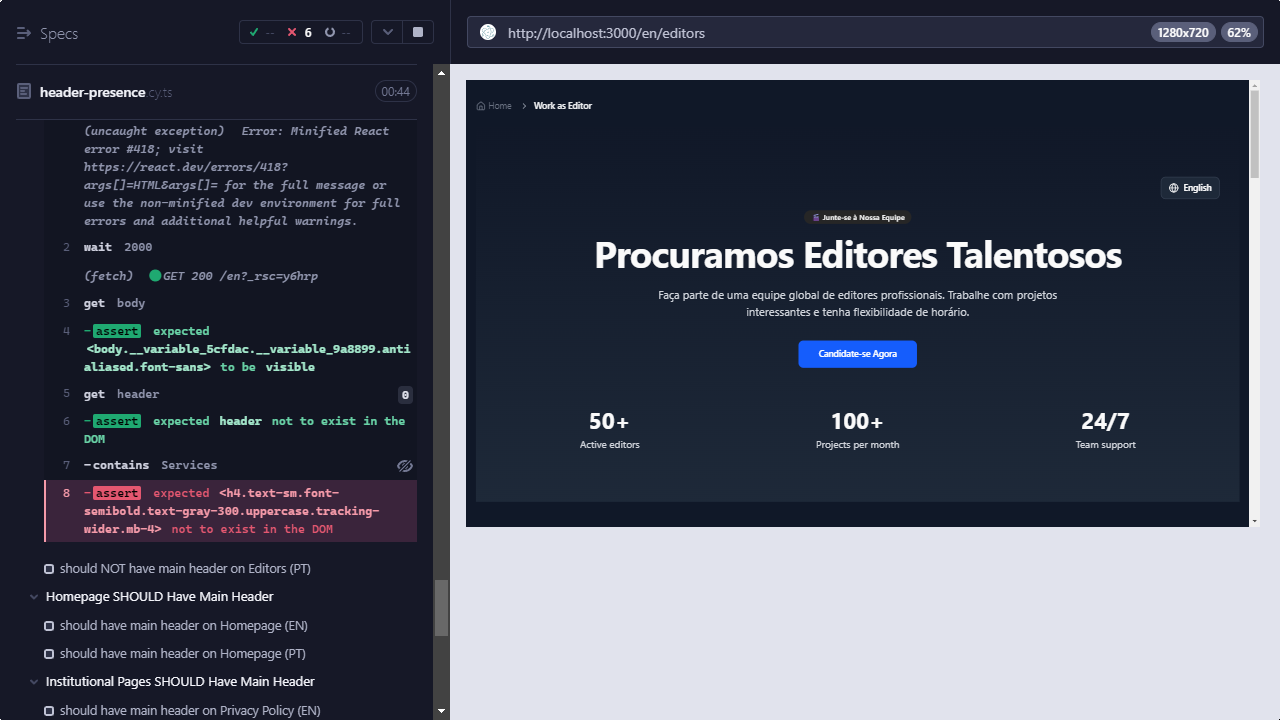 Specs
-- 6 --
header-presence.cy.ts 00:44
(uncaught exception) Error: Minified React
error #418; visit
https://react.dev/errors/418?
args[]=HTML&args[]= for the full message or
use the non-minified dev environment for full
errors and additional helpful warnings.
2 wait 2000
(fetch) GET 200 /en?_rsc=y6hrp
3 get body
4 -assert expected
<body.__variable_5cfdac.__variable_9a8899.anti
aliased.font-sans> to be visible
5 get header 0
6 -assert expected header not to exist in the
DOM
7 -contains Services
8 -assert expected <h4.text-sm.font-
semibold.text-gray-300.uppercase.tracking-
wider.mb-4> not to exist in the DOM
should NOT have main header on Editors (PT)
Homepage SHOULD Have Main Header
should have main header on Homepage (EN)
should have main header on Homepage (PT)
Institutional Pages SHOULD Have Main Header
should have main header on Privacy Policy (EN)
http://localhost:3000/en/editors 1280x720 62%
Home > Work as Editor
English
Junte-se à Nossa Equipe
Procuramos Editores Talentosos
Faça parte de uma equipe global de editores profissionais. Trabalhe com projetos
interessantes e tenha flexibilidade de horário.
Candidate-se Agora
50+ 100+ 24/7
Active editors Projects per month Team support